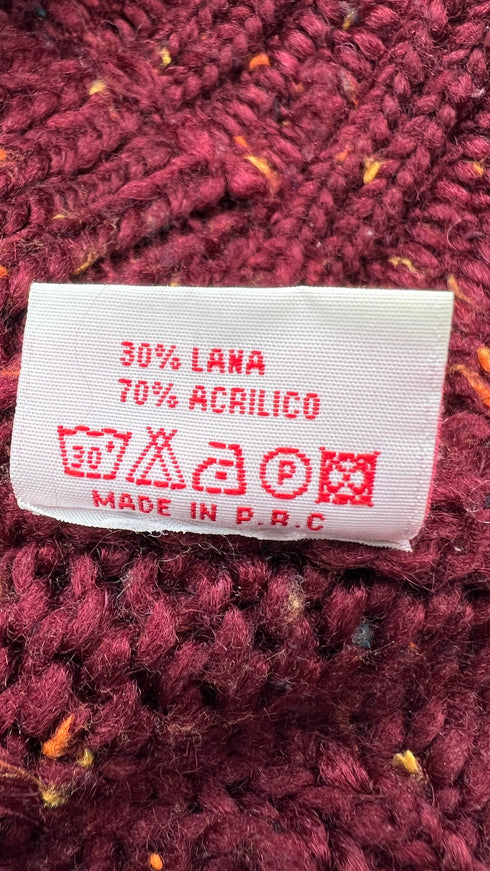 30% LANA
70% ACRILICO
30° P
MADE IN P.R.C